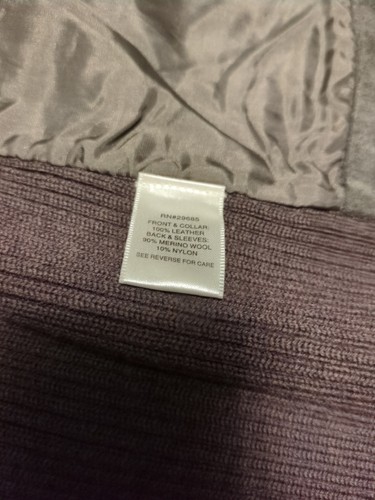 RN#29685
FRONT & COLLAR:
100% LEATHER
BACK & SLEEVES:
90% MERINO WOOL
10% NYLON
SEE REVERSE FOR CARE